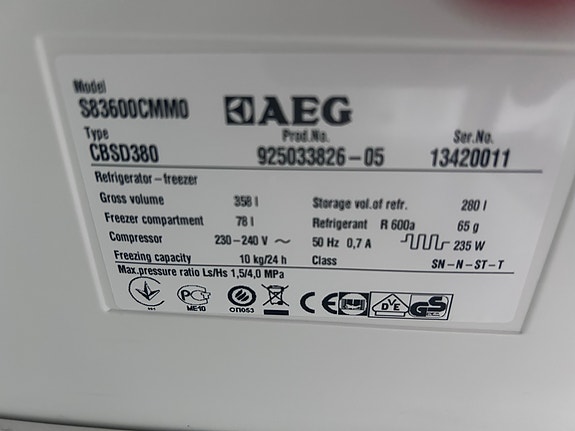 Model
S83600CMM0
AEG
Type
Prod.No.
Ser.No.
CBSD380
925033826-05
13420011
Refrigerator-freezer
Gross volume 358 l
Storage vol.of refr. 280 l
Freezer compartment 78 l
Refrigerant R 600a 65 g
Compressor 230-240 V ~ 50 Hz 0,7 A 235 W
Freezing capacity 10 kg/24 h
Class SN-N-ST-T
Max.pressure ratio Ls/Hs 1,5/4,0 MPa
ME10
ОП053
CE
DVE
GS